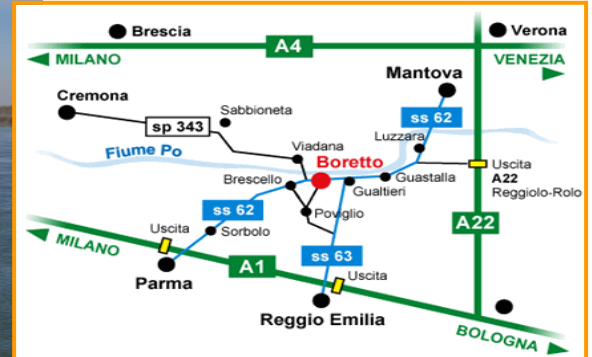 Brescia
Verona
A4
MILANO
VENEZIA
Mantova
Cremona
Sabbioneta
ss 62
sp 343
Luzzara
Fiume Po
Viadana
Boretto
Uscita
A22
Reggiolo-Rolo
Brescello
Gualtieri
Guastalla
ss 62
Poviglio
A22
Uscita
Sorbolo
MILANO
ss 63
A1
Uscita
Parma
Reggio Emilia
BOLOGNA